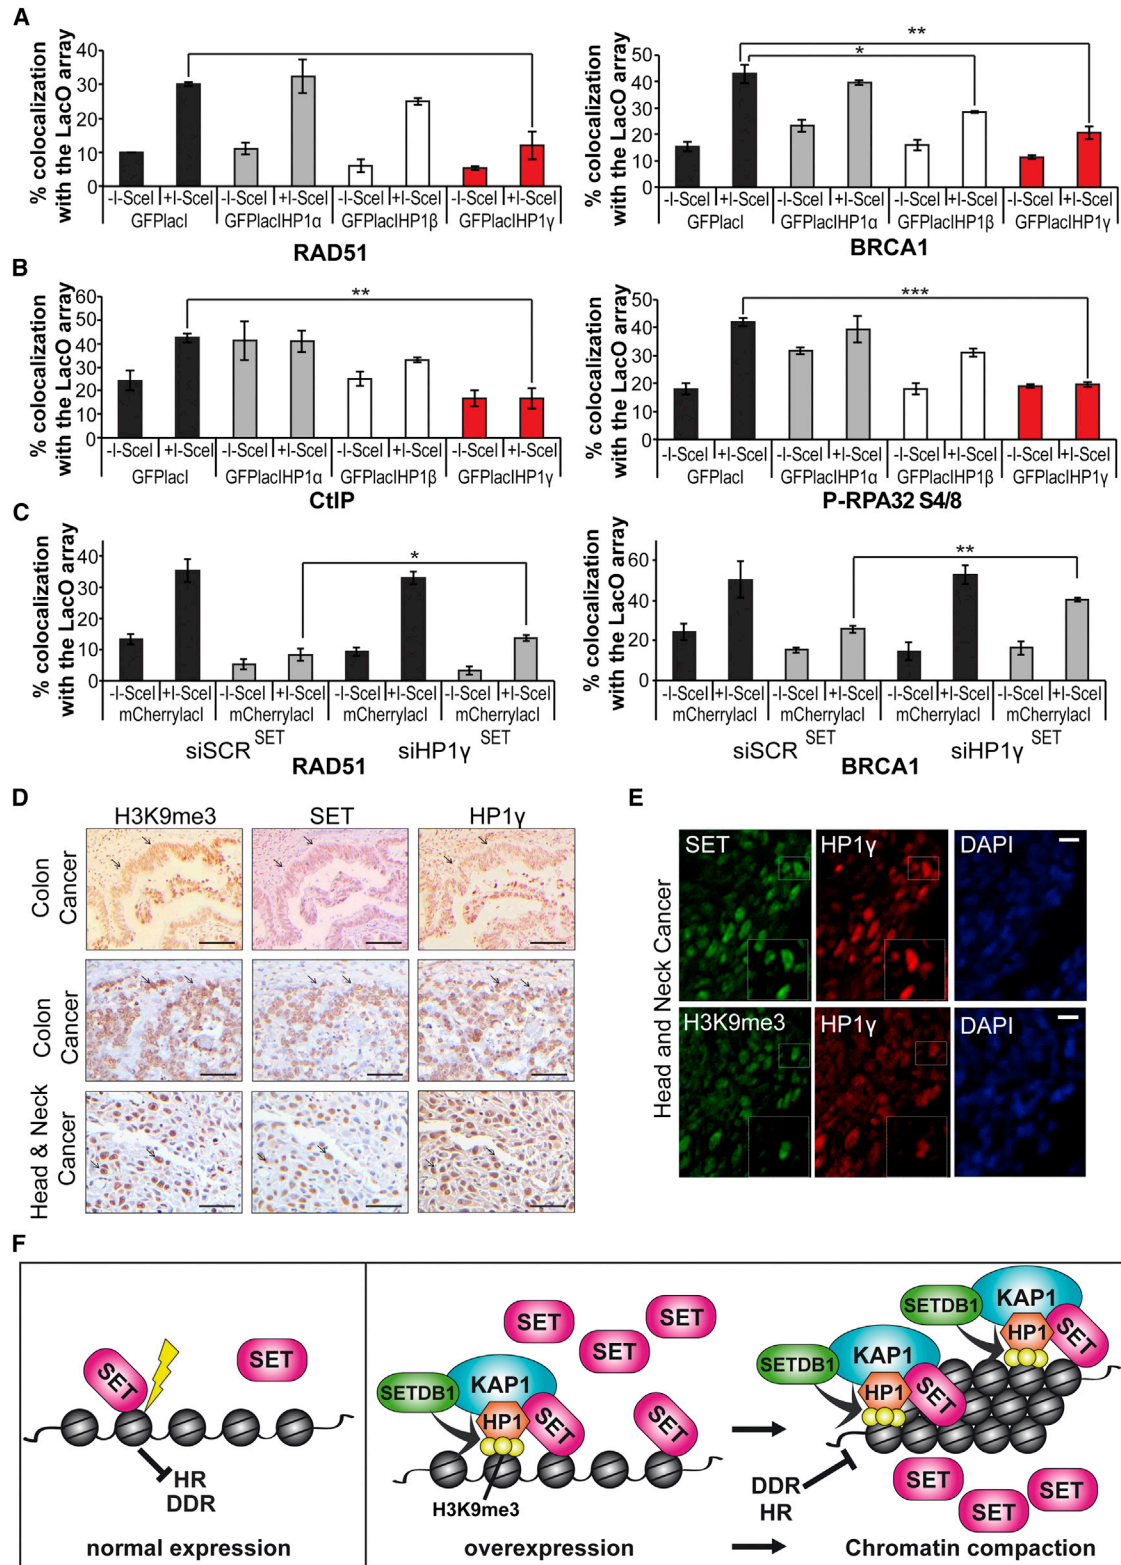 A
% colocalization
with the LacO array
40
30
20
10
0
-I-SceI +I-SceI -I-SceI +I-SceI -I-SceI +I-SceI -I-SceI +I-SceI
GFPlacI GFPlacIHP1α GFPlacIHP1β GFPlacIHP1γ
RAD51
% colocalization
with the LacO array
50
40
30
20
10
0
**
*
-I-SceI +I-SceI -I-SceI +I-SceI -I-SceI +I-SceI -I-SceI +I-SceI
GFPlacI GFPlacIHP1α GFPlacIHP1β GFPlacIHP1γ
BRCA1
B
% colocalization
with the LacO array
60
50
40
30
20
10
0
**
-I-SceI +I-SceI -I-SceI +I-SceI -I-SceI +I-SceI -I-SceI +I-SceI
GFPlacI GFPlacIHP1α GFPlacIHP1β GFPlacIHP1γ
CtIP
% colocalization
with the LacO array
50
40
30
20
10
0
***
-I-SceI +I-SceI -I-SceI +I-SceI -I-SceI +I-SceI -I-SceI +I-SceI
GFPlacI GFPlacIHP1α GFPlacIHP1β GFPlacIHP1γ
P-RPA32 S4/8
C
% colocalization
with the LacO array
40
30
20
10
0
*
-I-SceI +I-SceI -I-SceI +I-SceI -I-SceI +I-SceI -I-SceI +I-SceI
mCherrylacI mCherrylacI mCherrylacI mCherrylacI
SET SET
siSCR siHP1γ
RAD51
% colocalization
with the LacO array
60
40
20
0
**
-I-SceI +I-SceI -I-SceI +I-SceI -I-SceI +I-SceI -I-SceI +I-SceI
mCherrylacI mCherrylacI mCherrylacI mCherrylacI
SET SET
siSCR siHP1γ
BRCA1
D
H3K9me3 SET HP1γ
Colon
Cancer
Colon
Cancer
Head & Neck
Cancer
E
Head and Neck Cancer
SET HP1γ DAPI
H3K9me3 HP1γ DAPI
F
SET
SET
HR
DDR
normal expression
SET
SET
SET
SETDB1
KAP1
HP1
SET
SET
H3K9me3
overexpression
SETDB1
KAP1
HP1
SET
SETDB1
KAP1
HP1
SET
DDR
HR
SET
SET
SET
Chromatin compaction